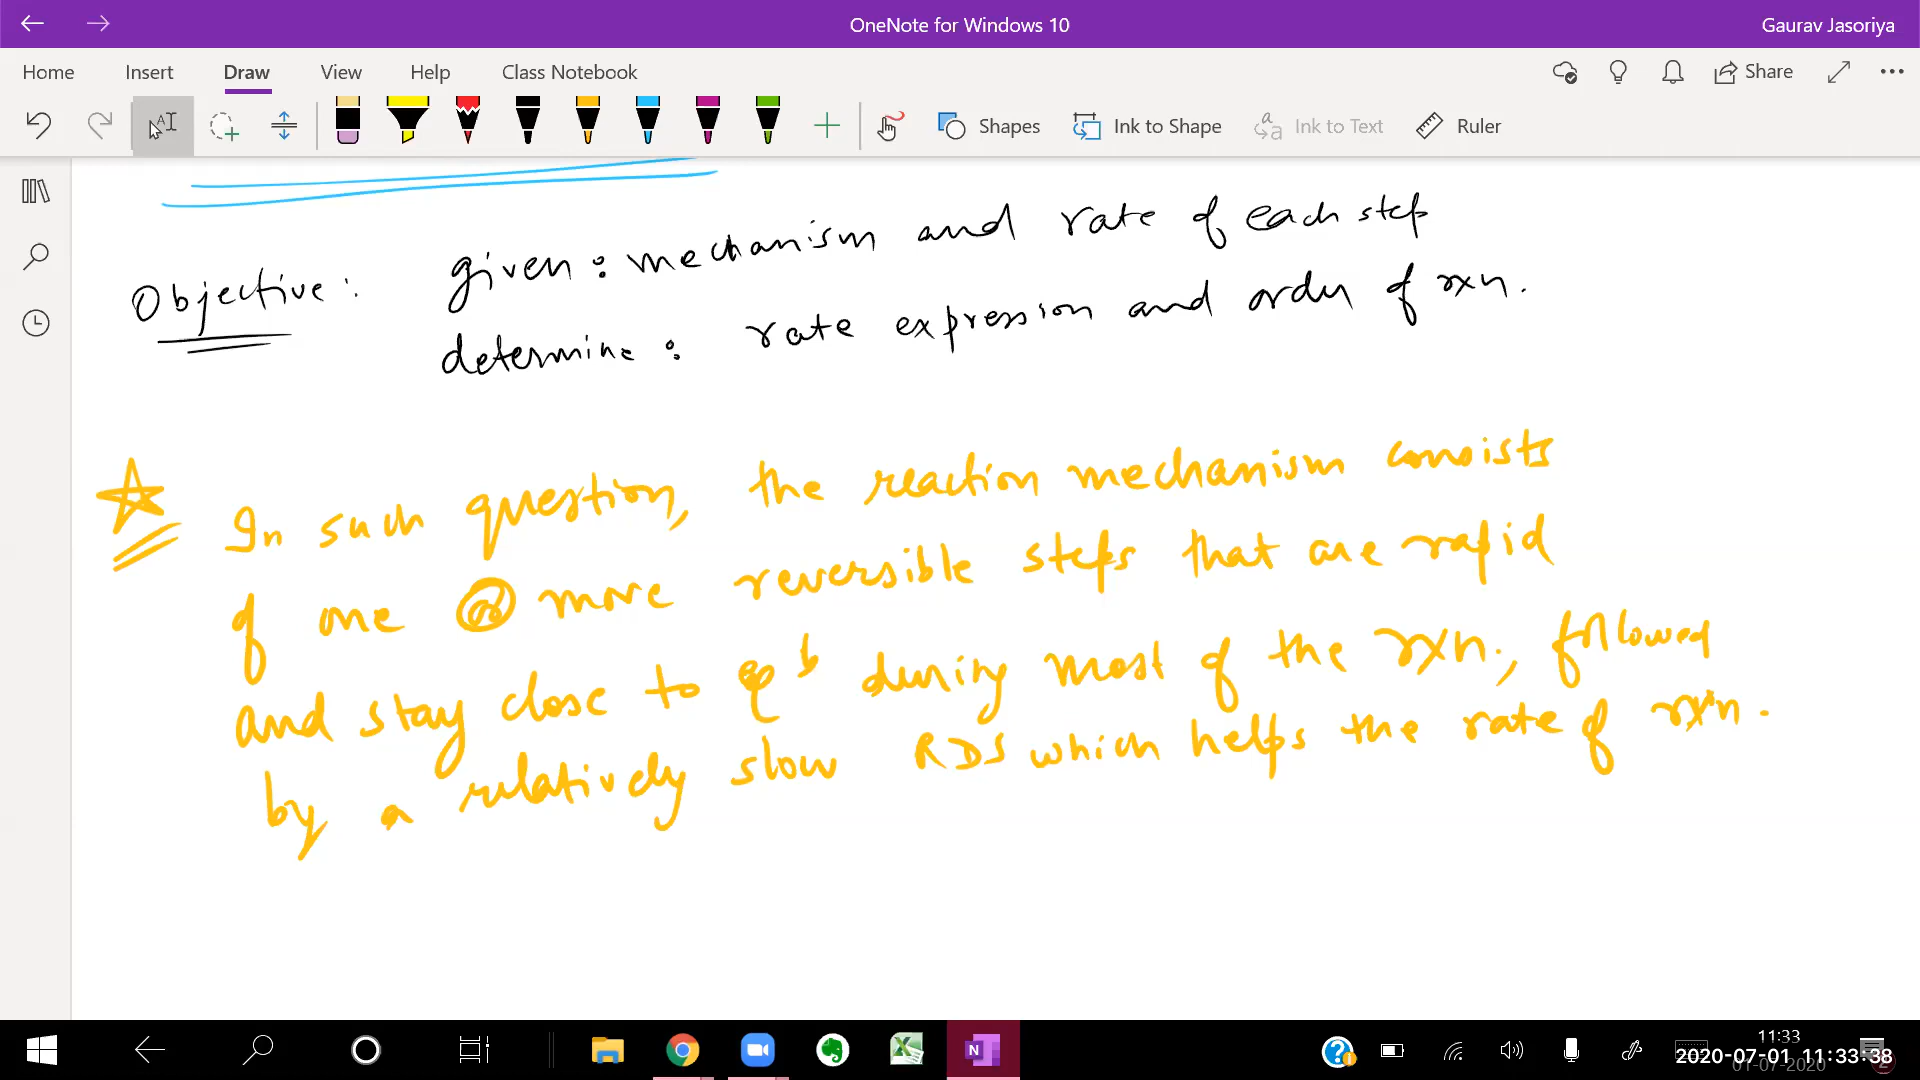 OneNote for Windows 10
Gaurav Jasoriya
Home Insert Draw View Help Class Notebook
Share
Shapes Ink to Shape Ink to Text Ruler
Objective: given: mechanism and rate of each step
determine: rate expression and order of rxn.
In such question, the reaction mechanism consists
of one or more reversible steps that are rapid
and stay close to eqb during most of the rxn., followed
by a relatively slow RDS which helps the rate of rxn.
11:33
2020-07-01 11:33:38
01-07-2020